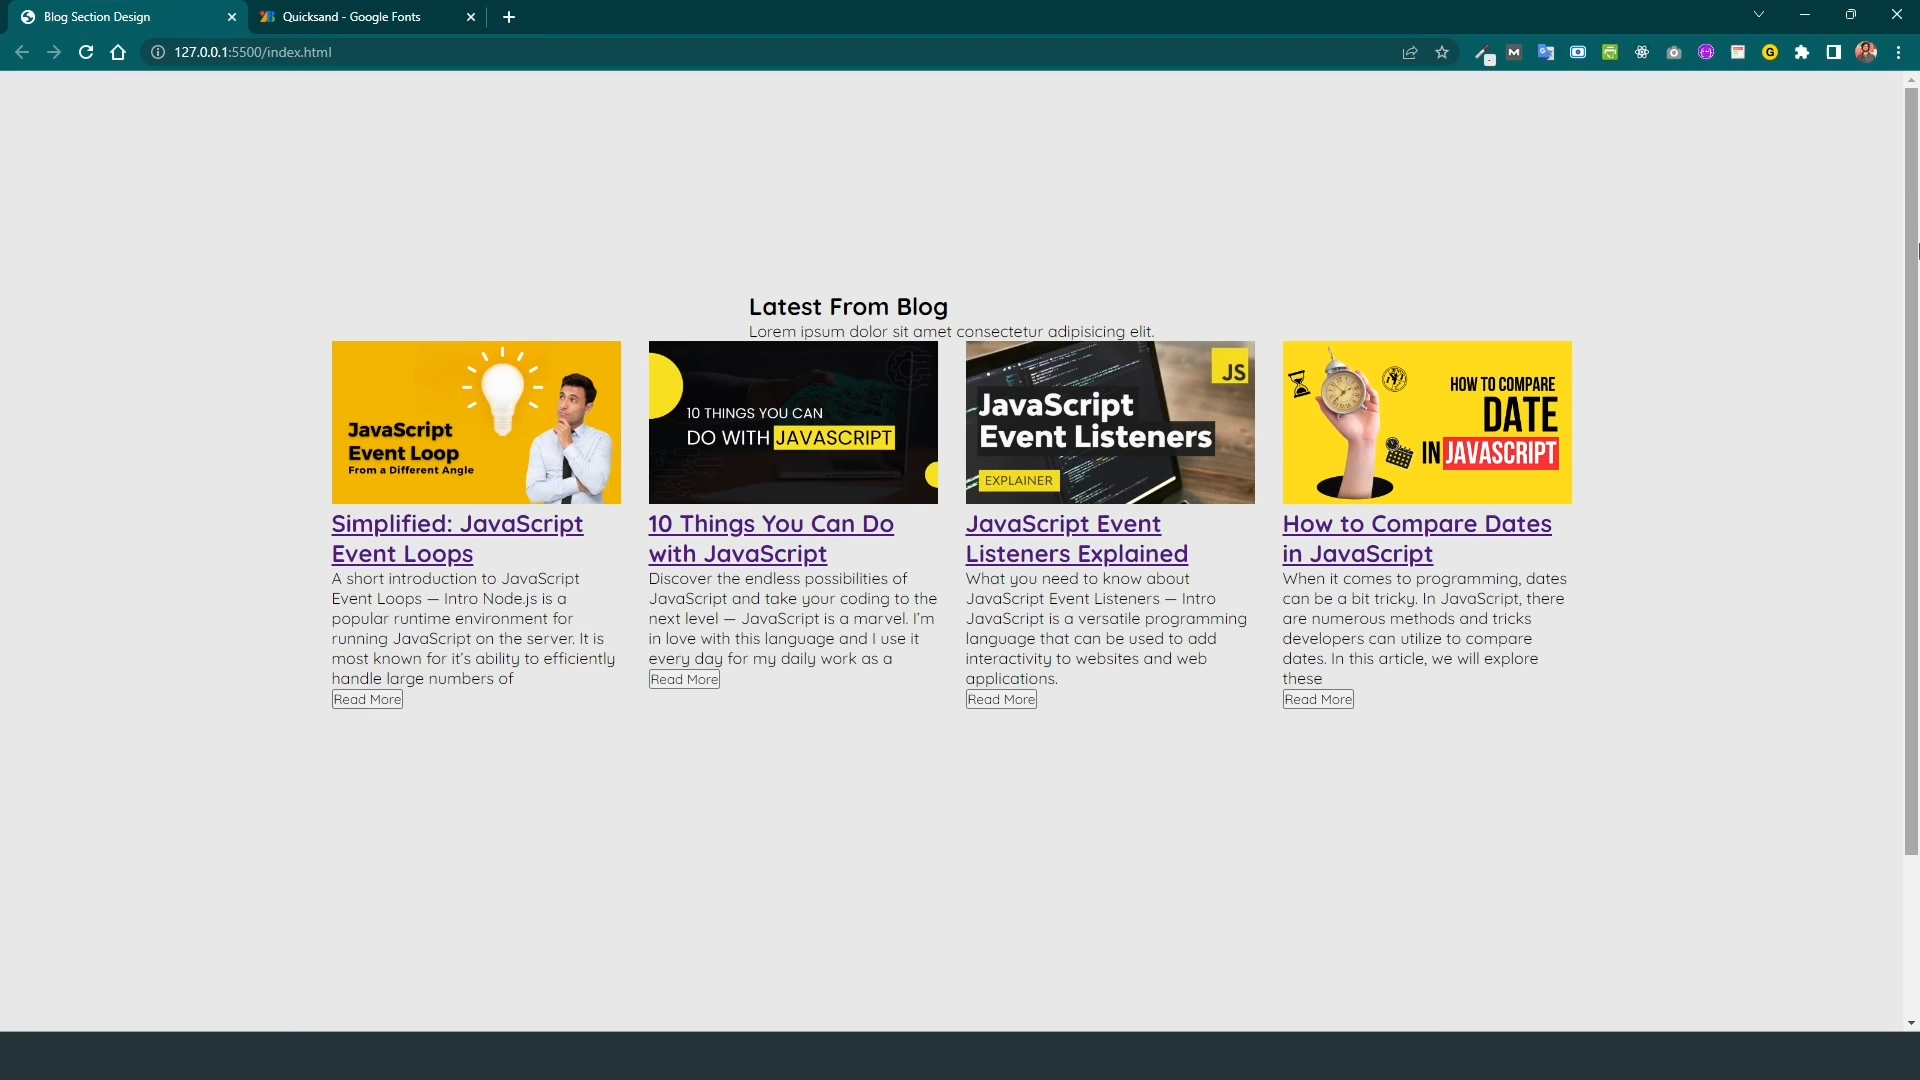 Blog Section Design
Quicksand - Google Fonts
127.0.0.1:5500/index.html
Latest From Blog
Lorem ipsum dolor sit amet consectetur adipisicing elit.
JavaScript
Event Loop
From a Different Angle
Simplified: JavaScript
Event Loops
A short introduction to JavaScript
Event Loops — Intro Node.js is a
popular runtime environment for
running JavaScript on the server. It is
most known for it's ability to efficiently
handle large numbers of
Read More
10 THINGS YOU CAN
DO WITH JAVASCRIPT
10 Things You Can Do
with JavaScript
Discover the endless possibilities of
JavaScript and take your coding to the
next level — JavaScript is a marvel. I'm
in love with this language and I use it
every day for my daily work as a
Read More
JS
JavaScript
Event Listeners
EXPLAINER
JavaScript Event
Listeners Explained
What you need to know about
JavaScript Event Listeners — Intro
JavaScript is a versatile programming
language that can be used to add
interactivity to websites and web
applications.
Read More
HOW TO COMPARE
DATE
IN JAVASCRIPT
How to Compare Dates
in JavaScript
When it comes to programming, dates
can be a bit tricky. In JavaScript, there
are numerous methods and tricks
developers can utilize to compare
dates. In this article, we will explore
these
Read More